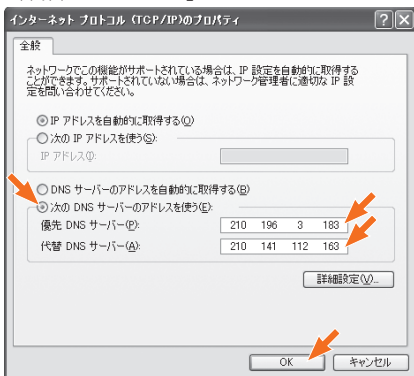 インターネット プロトコル (TCP/IP)のプロパティ
全般
ネットワークでこの機能がサポートされている場合は、IP 設定を自動的に取得する
ことができます。サポートされていない場合は、ネットワーク管理者に適切な IP 設
定を問い合わせてください。
IP アドレスを自動的に取得する(O)
次の IP アドレスを使う(S):
IP アドレス(I):
DNS サーバーのアドレスを自動的に取得する(B)
次の DNS サーバーのアドレスを使う(E):
優先 DNS サーバー(P): 210 196 3 183
代替 DNS サーバー(A): 210 141 112 163
詳細設定(V)...
OK キャンセル